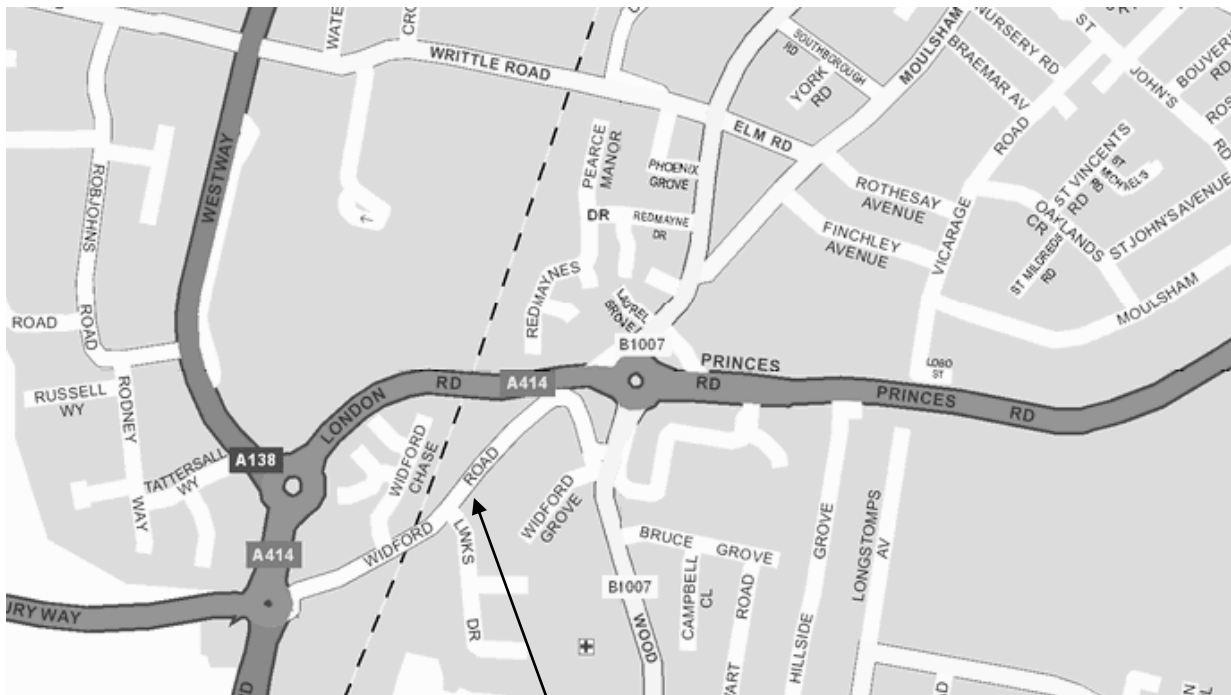 WATE
CRO
WRITTLE ROAD
SOUTHBOROUGH
RD
YORK
RD
MOULSHAM
NURSERY RD
BRAEMAR AV
ST
JOHN'S
RD
BOUVER
RD
ROS
ELM RD
WESTWAY
ROBJOHNS
ROAD
PEARCE
MANOR
PHOENIX
GROVE
DR
REDMAYNE
DR
REDMAYNES
LAUREL
GROVE
ROTHESAY
AVENUE
FINCHLEY
AVENUE
VICARAGE
ROAD
ST VINCENTS
RD
ST
MICHAEL'S
OAKLANDS
CR
ST MILDREDS
RD
ST JOHN'S AVENUE
MOULSHAM
ROAD
RUSSELL
WY
RODNEY
WAY
TATTERSALL
WY
A138
LONDON
RD
A414
B1007
PRINCES
RD
LOBO
ST
PRINCES
RD
WIDFORD
CHASE
WIDFORD
ROAD
WIDFORD
GROVE
LINKS
DR
A414
URY WAY
BRUCE GROVE
CAMPBELL
CL
B1007
WOOD
ART
ROAD
HILLSIDE
GROVE
LONGSTOMPS
AV
RD